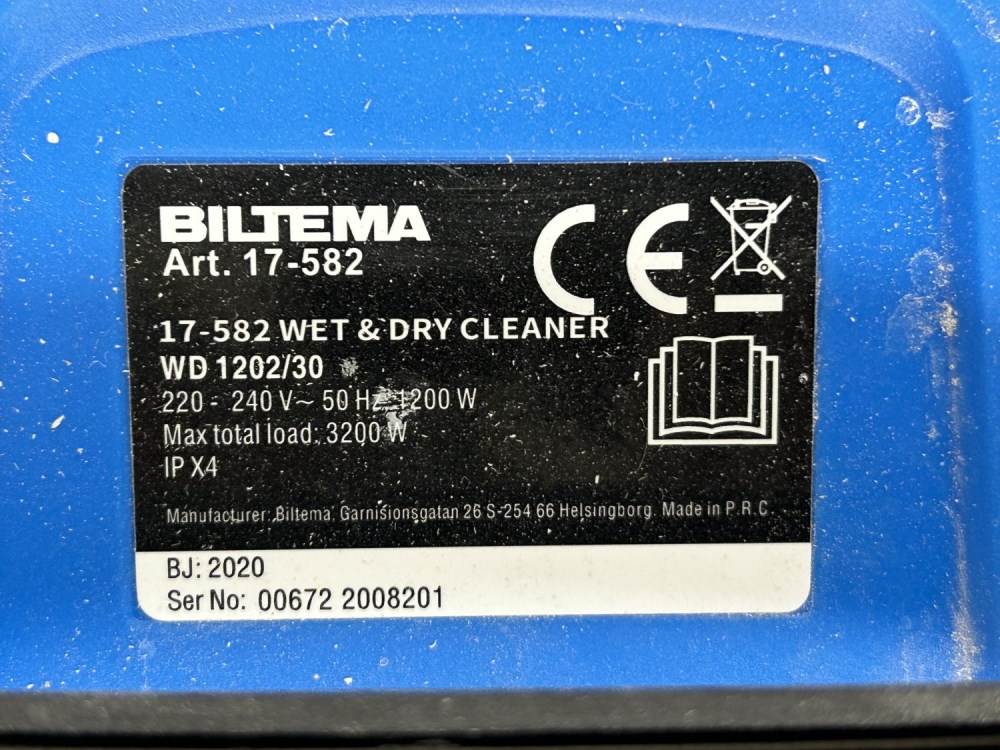 BILTEMA
Art. 17-582
CE
17-582 WET & DRY CLEANER
WD 1202/30
220 - 240 V~ 50 Hz 1200 W
Max total load: 3200 W
IP X4
Manufacturer: Biltema, Garnisionsgatan 26 S-254 66 Helsingborg. Made in P.R.C.
BJ: 2020
Ser No: 00672 2008201